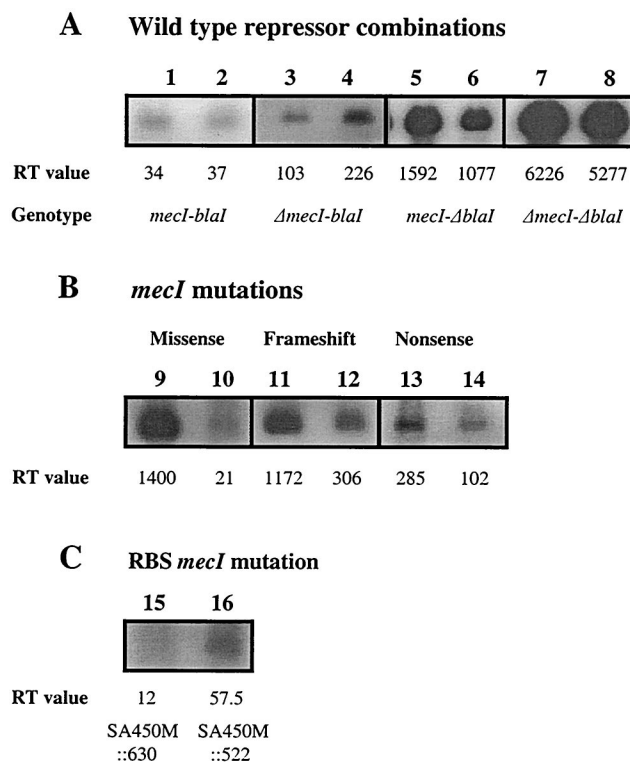 A Wild type repressor combinations
1 2 3 4 5 6 7 8
RT value 34 37 103 226 1592 1077 6226 5277
Genotype mecI-blaI ΔmecI-blaI mecI-ΔblaI ΔmecI-ΔblaI
B mecI mutations
Missense Frameshift Nonsense
9 10 11 12 13 14
RT value 1400 21 1172 306 285 102
C RBS mecI mutation
15 16
RT value 12 57.5
SA450M SA450M
::630 ::522